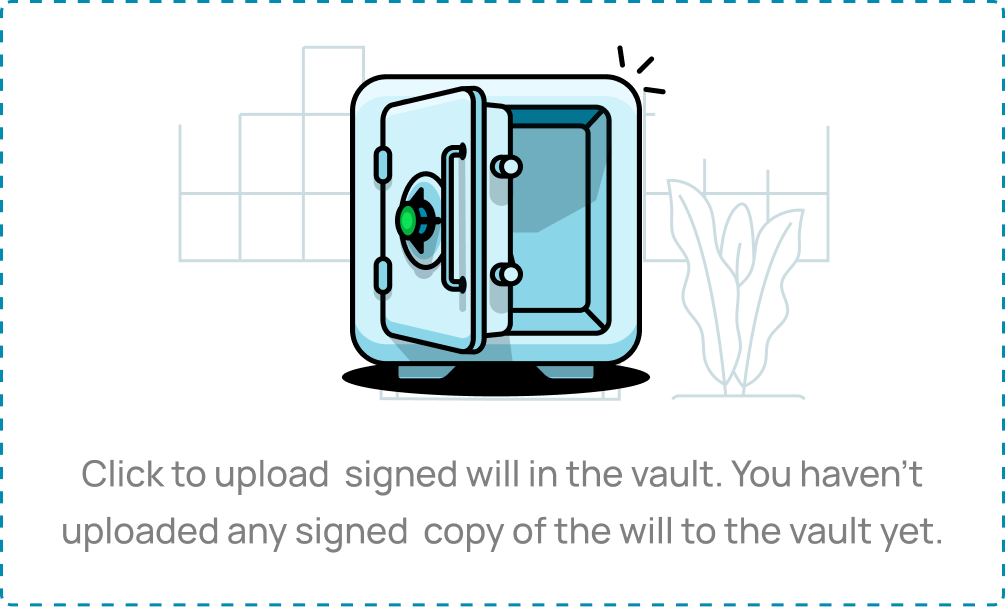 Click to upload  signed will in the vault. You haven't
uploaded any signed  copy of the will to the vault yet.